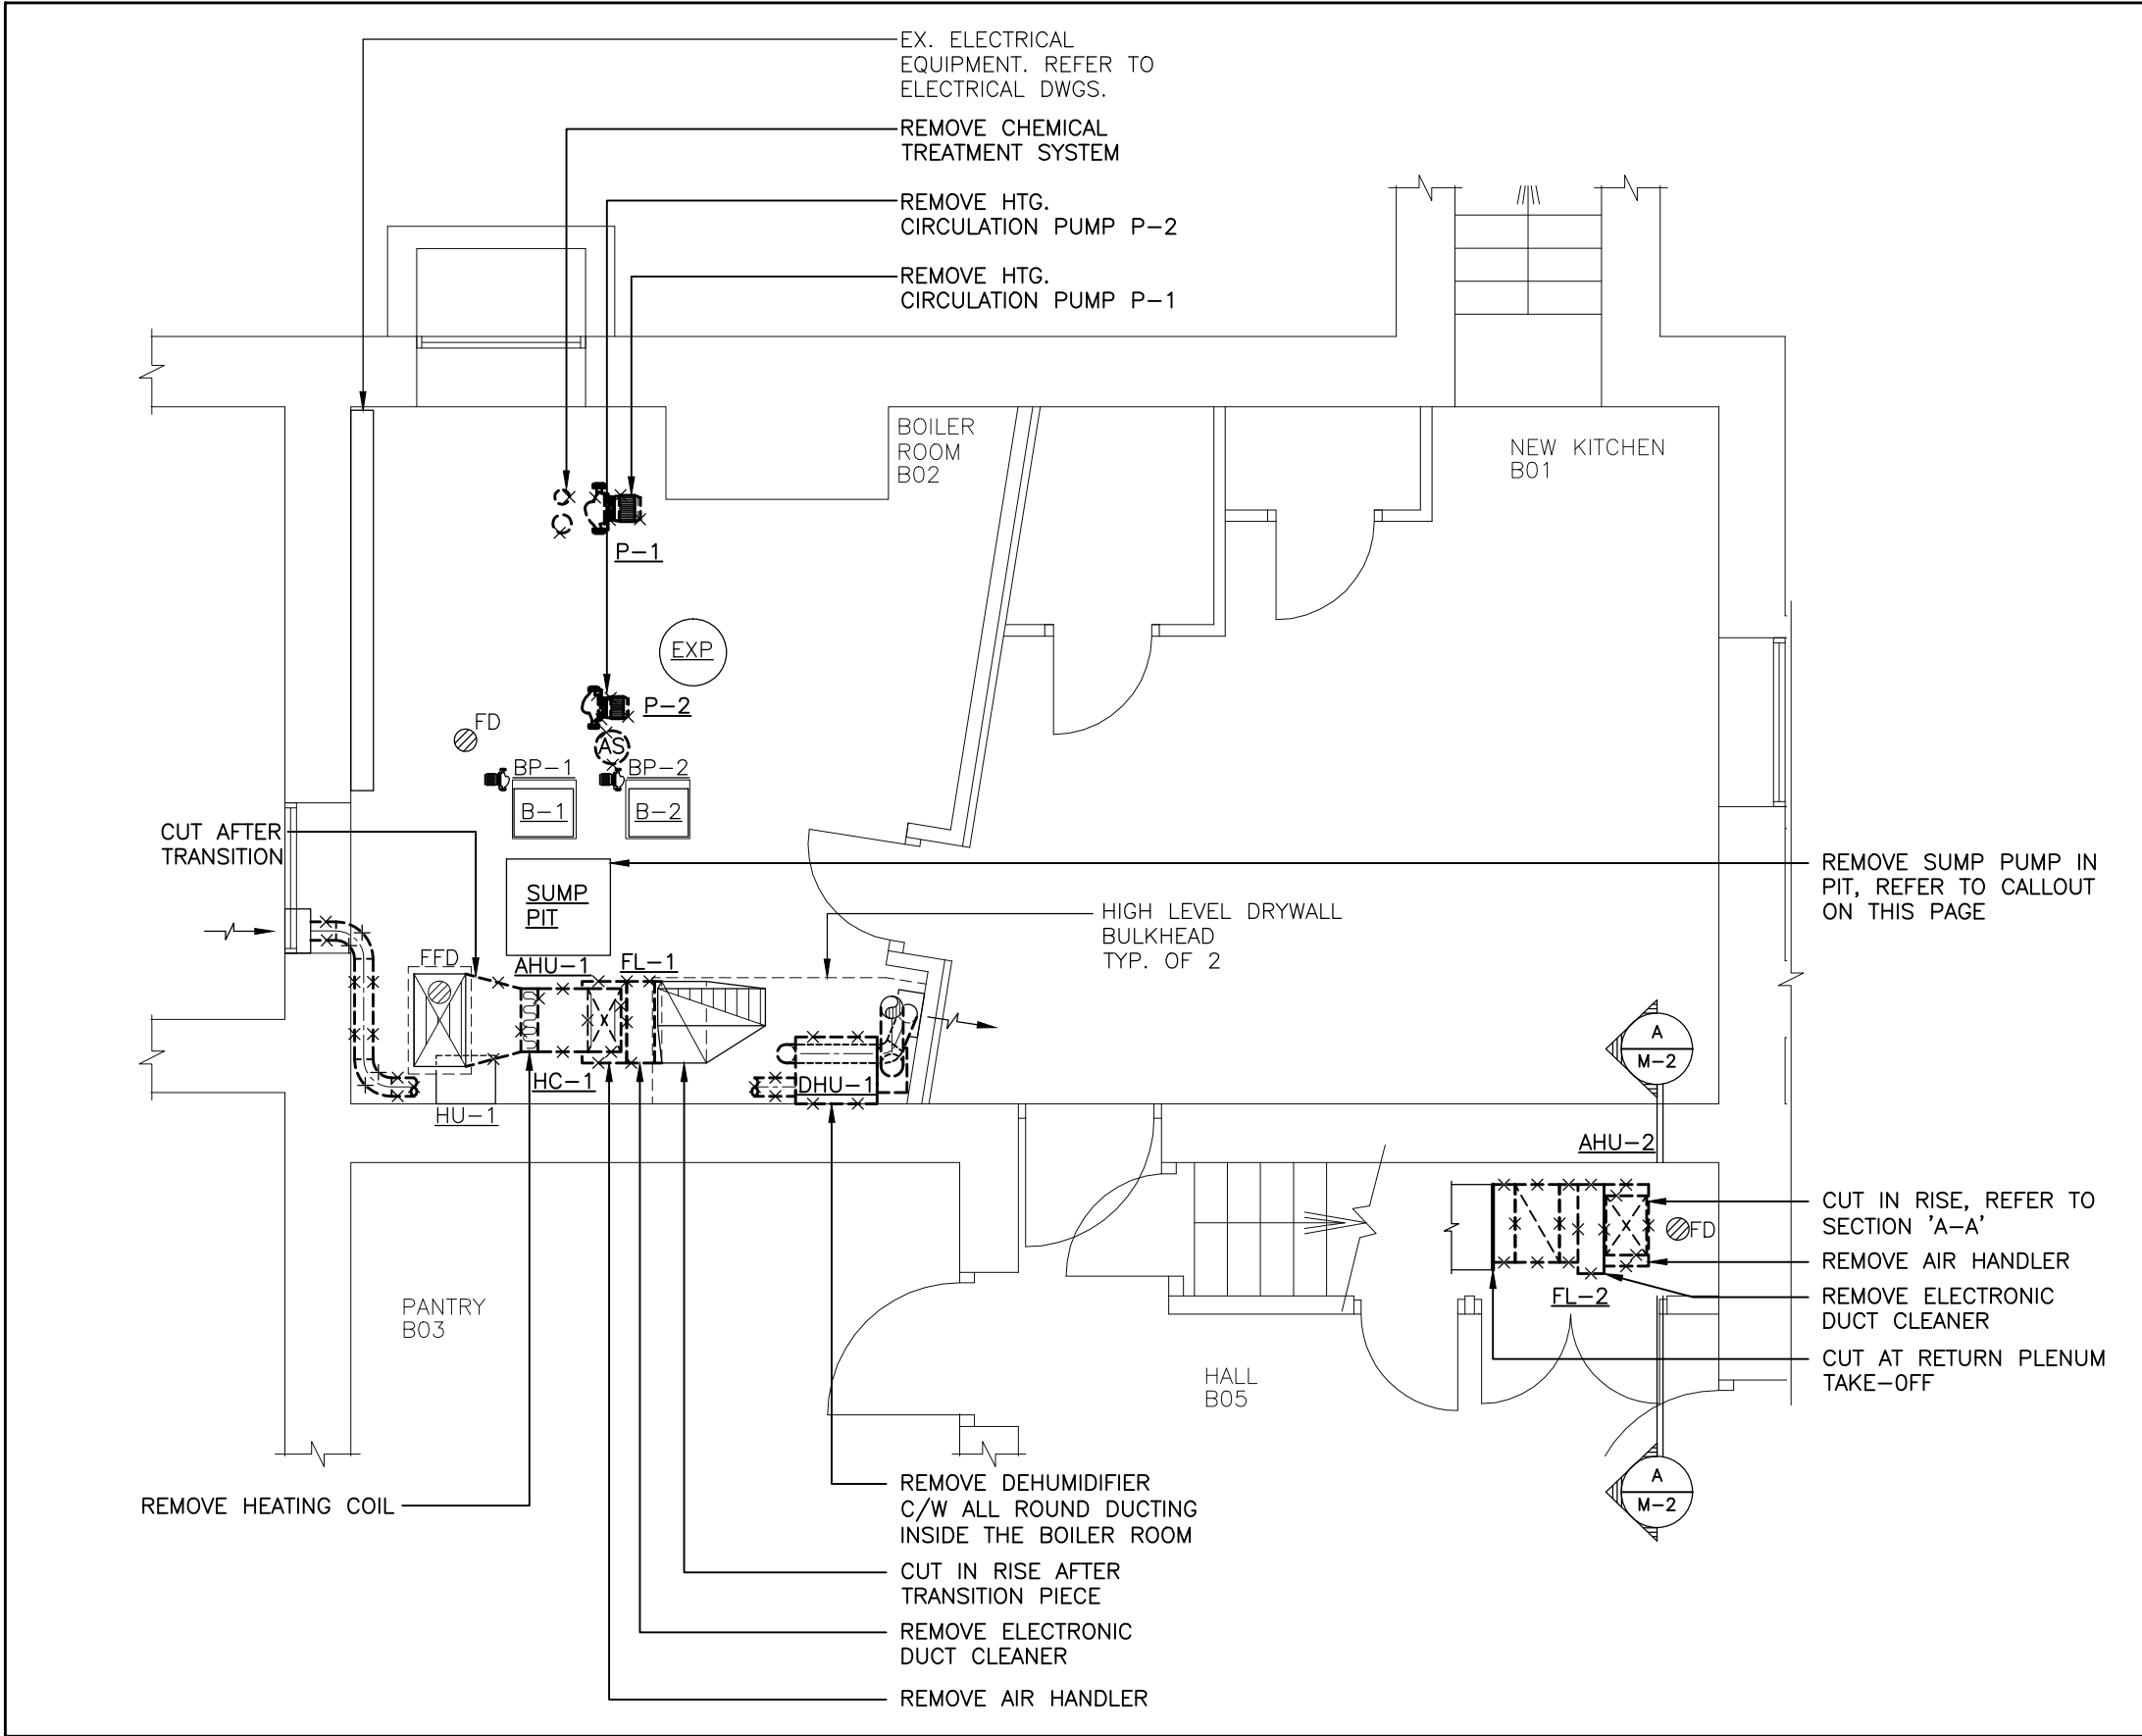 EX. ELECTRICAL
EQUIPMENT. REFER TO
ELECTRICAL DWGS.
REMOVE CHEMICAL
TREATMENT SYSTEM
REMOVE HTG.
CIRCULATION PUMP P-2
REMOVE HTG.
CIRCULATION PUMP P-1
BOILER
ROOM
B02
NEW KITCHEN
B01
P-1
EXP
P-2
FD
AS
BP-1
BP-2
B-1
B-2
CUT AFTER
TRANSITION
SUMP
PIT
REMOVE SUMP PUMP IN
PIT, REFER TO CALLOUT
ON THIS PAGE
HIGH LEVEL DRYWALL
BULKHEAD
TYP. OF 2
FFD
AHU-1
FL-1
HC-1
DHU-1
HU-1
A
M-2
AHU-2
CUT IN RISE, REFER TO
SECTION 'A-A'
FD
REMOVE AIR HANDLER
FL-2
REMOVE ELECTRONIC
DUCT CLEANER
PANTRY
B03
HALL
B05
CUT AT RETURN PLENUM
TAKE-OFF
A
M-2
REMOVE HEATING COIL
REMOVE DEHUMIDIFIER
C/W ALL ROUND DUCTING
INSIDE THE BOILER ROOM
CUT IN RISE AFTER
TRANSITION PIECE
REMOVE ELECTRONIC
DUCT CLEANER
REMOVE AIR HANDLER